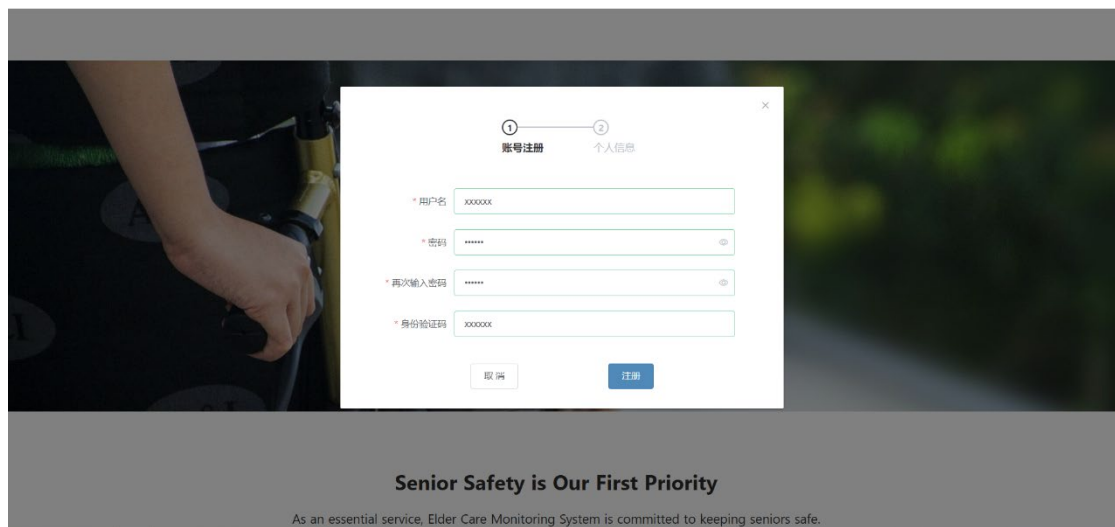 1
2
账号注册
个人信息
* 用户名
xxxxxx
* 密码
••••••
* 再次输入密码
••••••
* 身份验证码
xxxxxx
取消
注册
Senior Safety is Our First Priority
As an essential service, Elder Care Monitoring System is committed to keeping seniors safe.